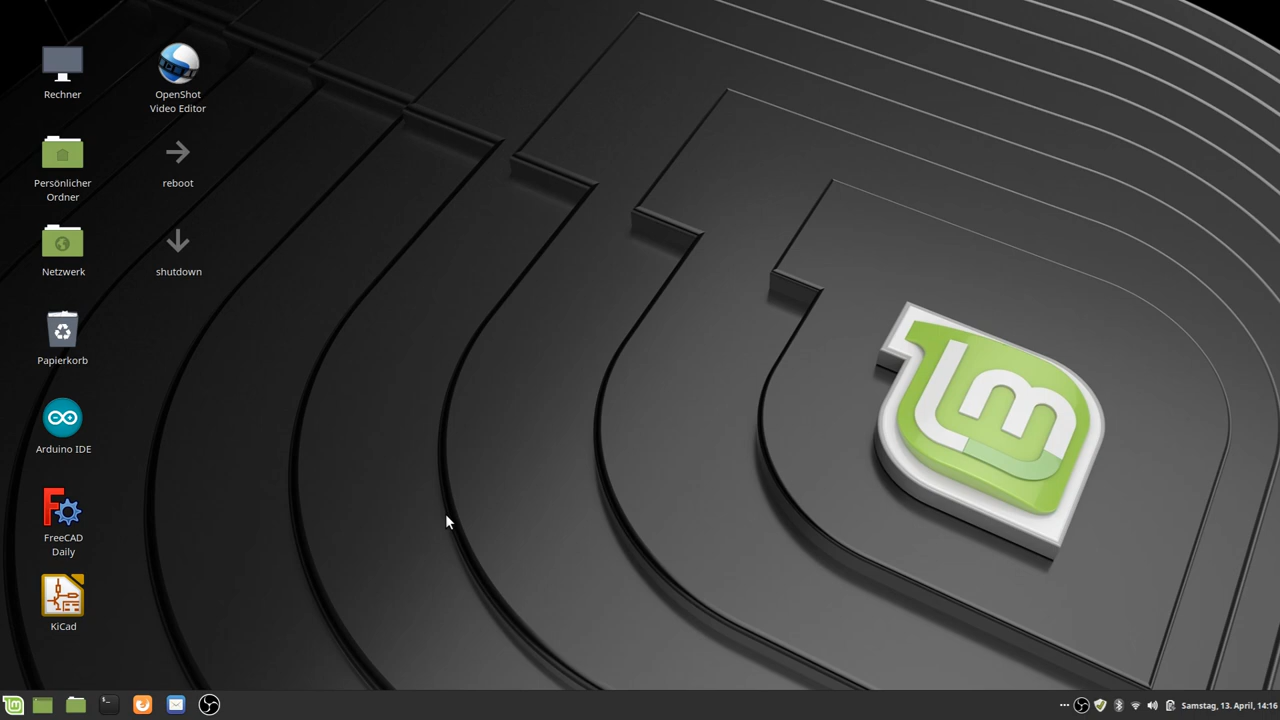 Rechner
OpenShot
Video Editor
Persönlicher
Ordner
reboot
Netzwerk
shutdown
Papierkorb
Arduino IDE
FreeCAD
Daily
KiCad
lm
Samstag, 13. April, 14:16